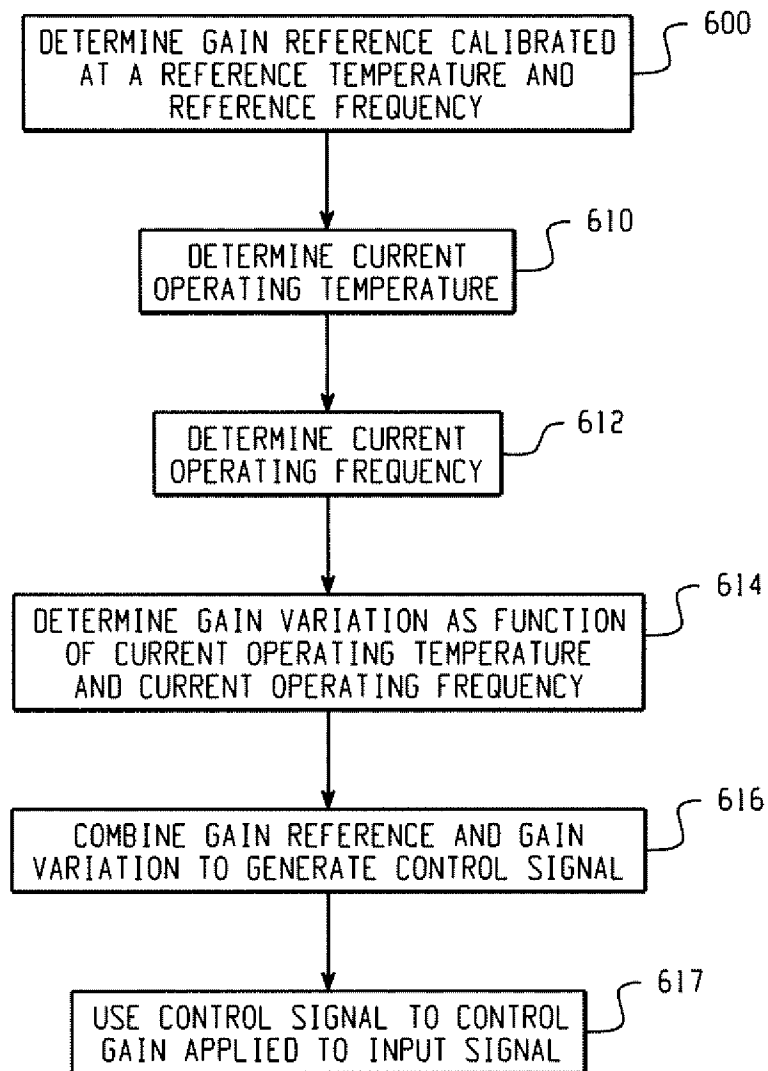 DETERMINE GAIN REFERENCE CALIBRATED
AT A REFERENCE TEMPERATURE AND
REFERENCE FREQUENCY
600
DETERMINE CURRENT
OPERATING TEMPERATURE
610
DETERMINE CURRENT
OPERATING FREQUENCY
612
DETERMINE GAIN VARIATION AS FUNCTION
OF CURRENT OPERATING TEMPERATURE
AND CURRENT OPERATING FREQUENCY
614
COMBINE GAIN REFERENCE AND GAIN
VARIATION TO GENERATE CONTROL SIGNAL
616
USE CONTROL SIGNAL TO CONTROL
GAIN APPLIED TO INPUT SIGNAL
617